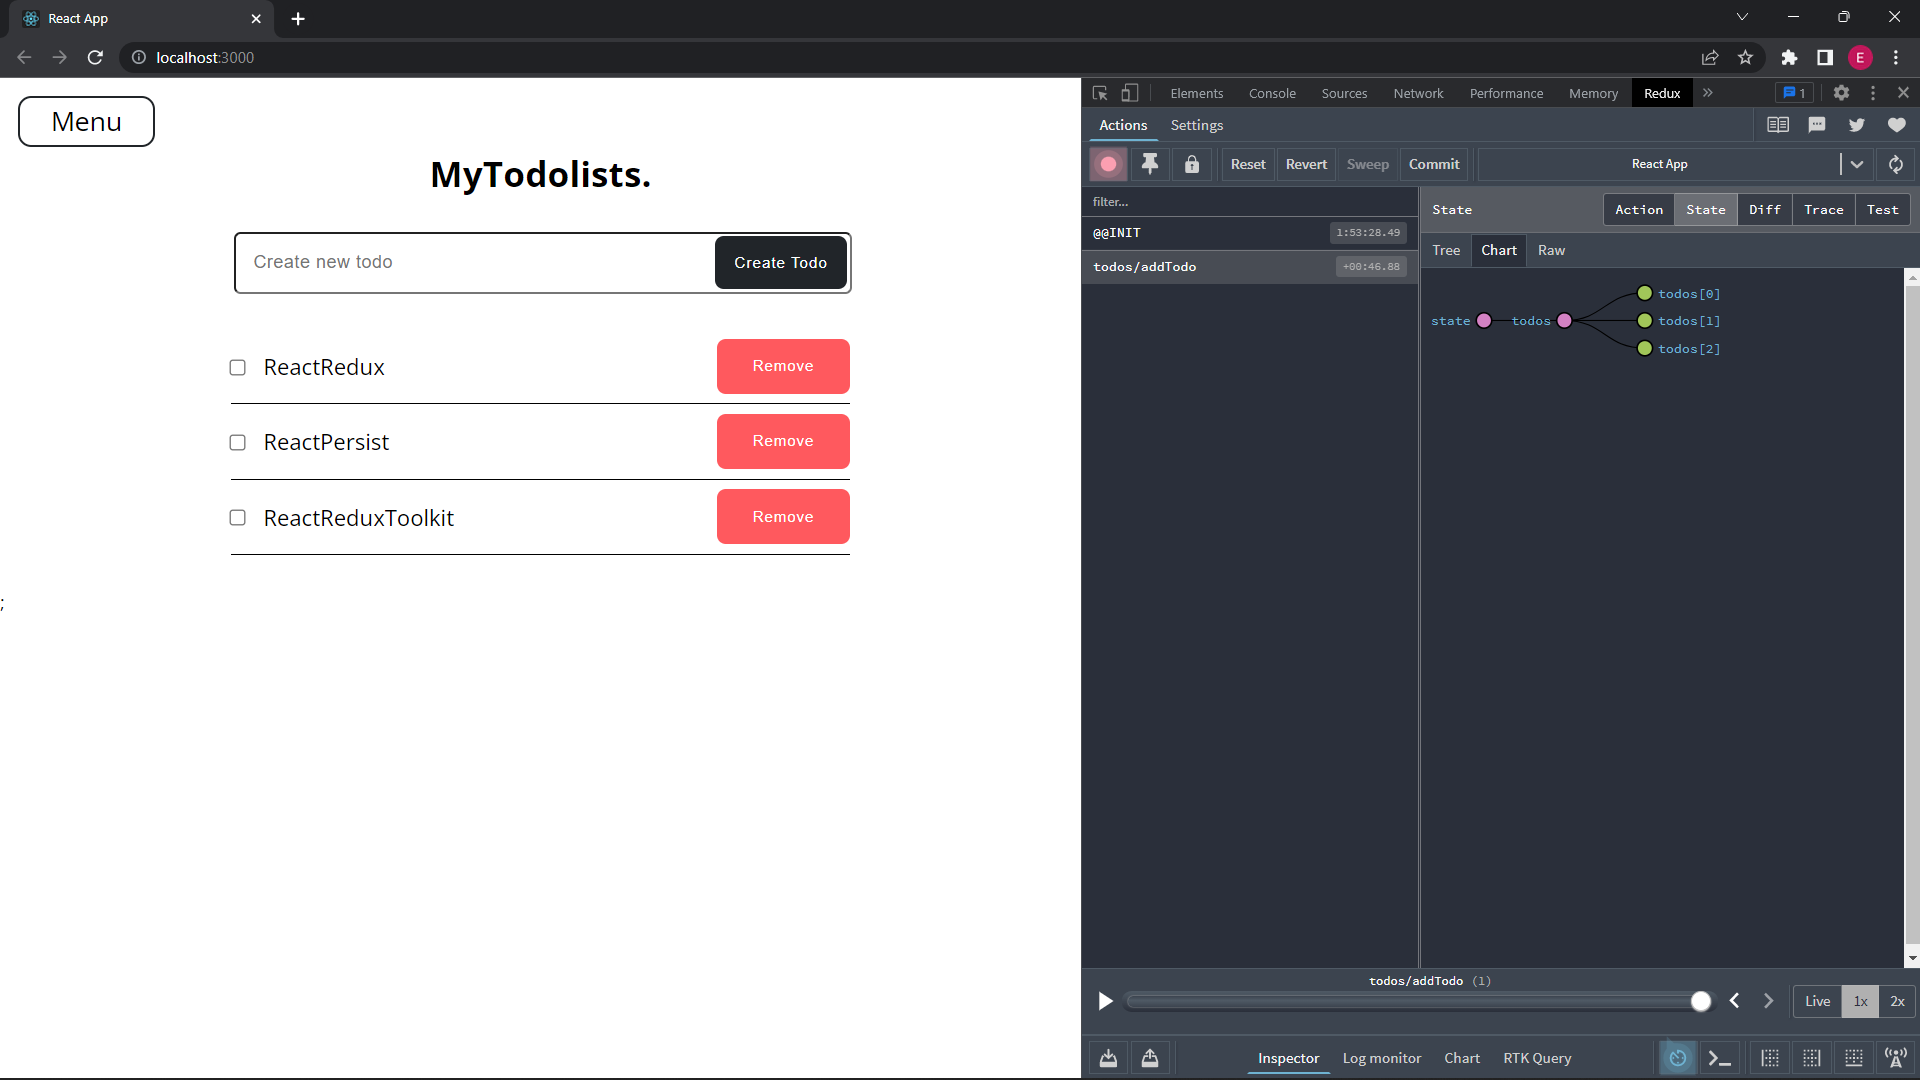 React App
localhost:3000
E
Menu
MyTodolists.
Create new todo
Create Todo
ReactRedux
Remove
ReactPersist
Remove
ReactReduxToolkit
Remove
;
Elements Console Sources Network Performance Memory Redux » 1
Actions Settings
Reset Revert Sweep Commit React App
filter...
@@INIT 1:53:28.49
todos/addTodo +00:46.88
State Action State Diff Trace Test
Tree Chart Raw
state todos
todos[0]
todos[1]
todos[2]
todos/addTodo (1)
Live 1x 2x
Inspector Log monitor Chart RTK Query